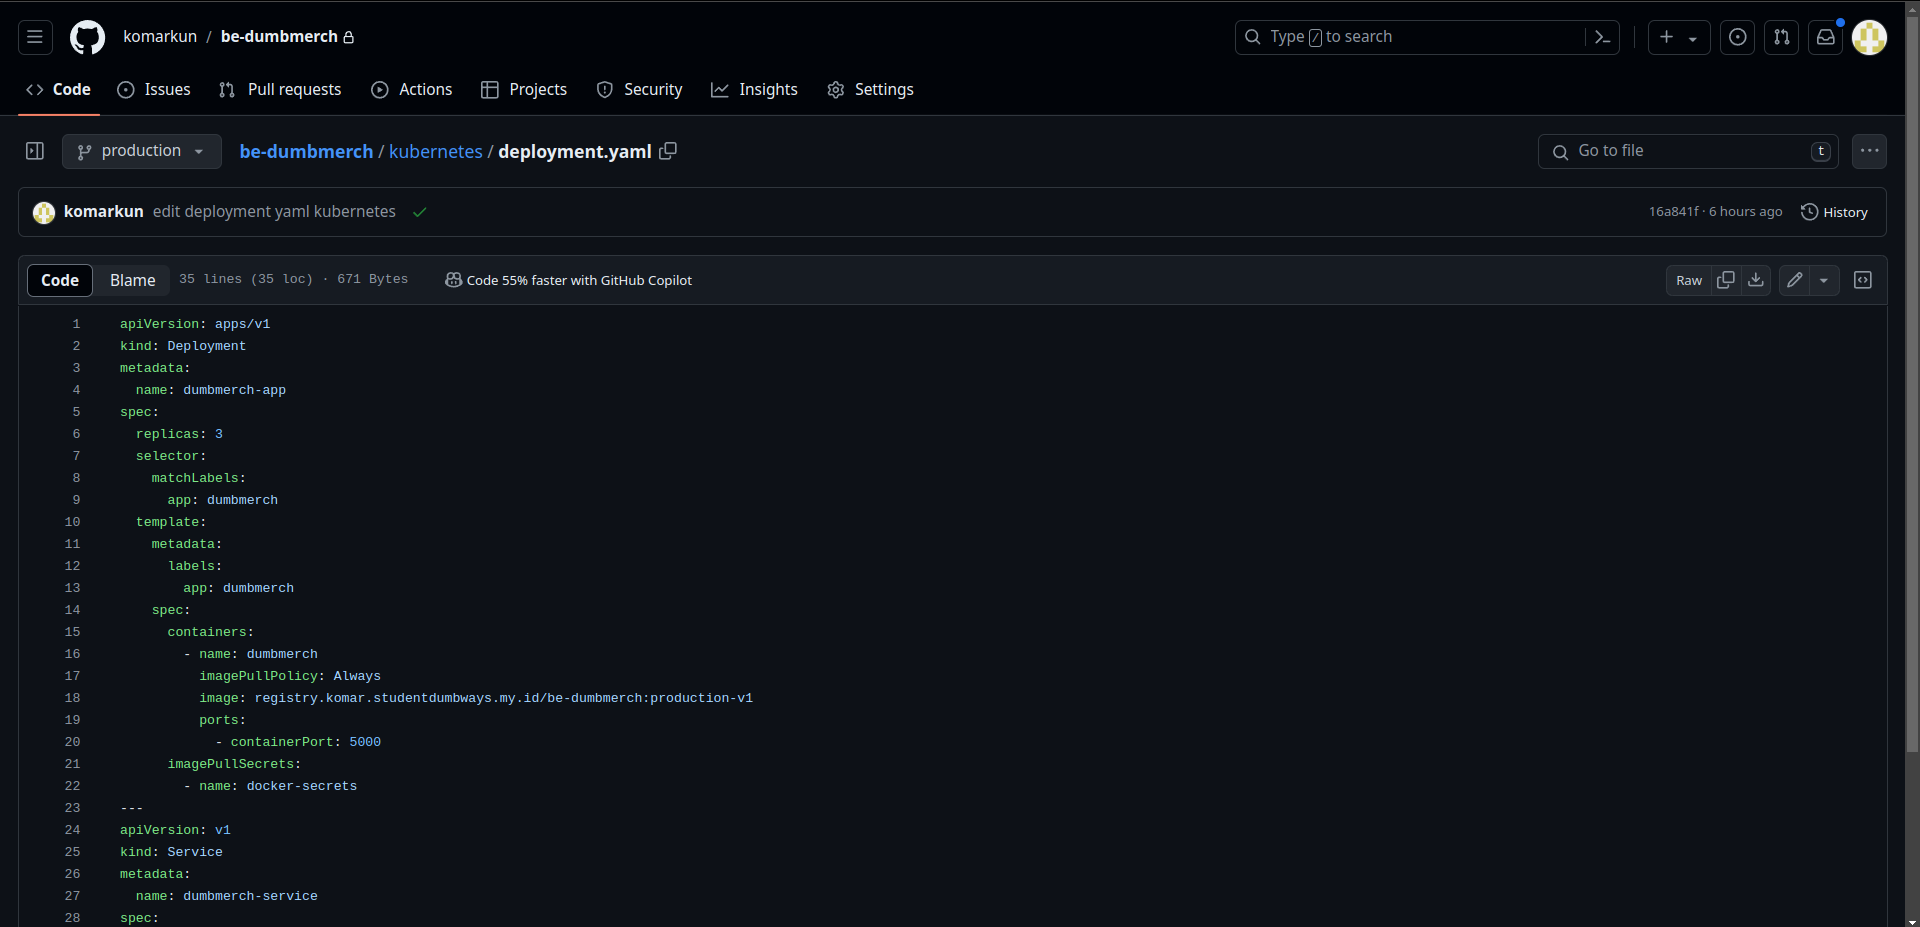 komarkun / be-dumbmerch
Type / to search
Code Issues Pull requests Actions Projects Security Insights Settings
production be-dumbmerch / kubernetes / deployment.yaml Go to file t
komarkun edit deployment yaml kubernetes 16a841f · 6 hours ago History
Code Blame 35 lines (35 loc) · 671 Bytes Code 55% faster with GitHub Copilot Raw
1 apiVersion: apps/v1
2 kind: Deployment
3 metadata:
4   name: dumbmerch-app
5 spec:
6   replicas: 3
7   selector:
8     matchLabels:
9       app: dumbmerch
10   template:
11     metadata:
12       labels:
13         app: dumbmerch
14     spec:
15       containers:
16         - name: dumbmerch
17           imagePullPolicy: Always
18           image: registry.komar.studentdumbways.my.id/be-dumbmerch:production-v1
19           ports:
20             - containerPort: 5000
21       imagePullSecrets:
22         - name: docker-secrets
23 ---
24 apiVersion: v1
25 kind: Service
26 metadata:
27   name: dumbmerch-service
28 spec: